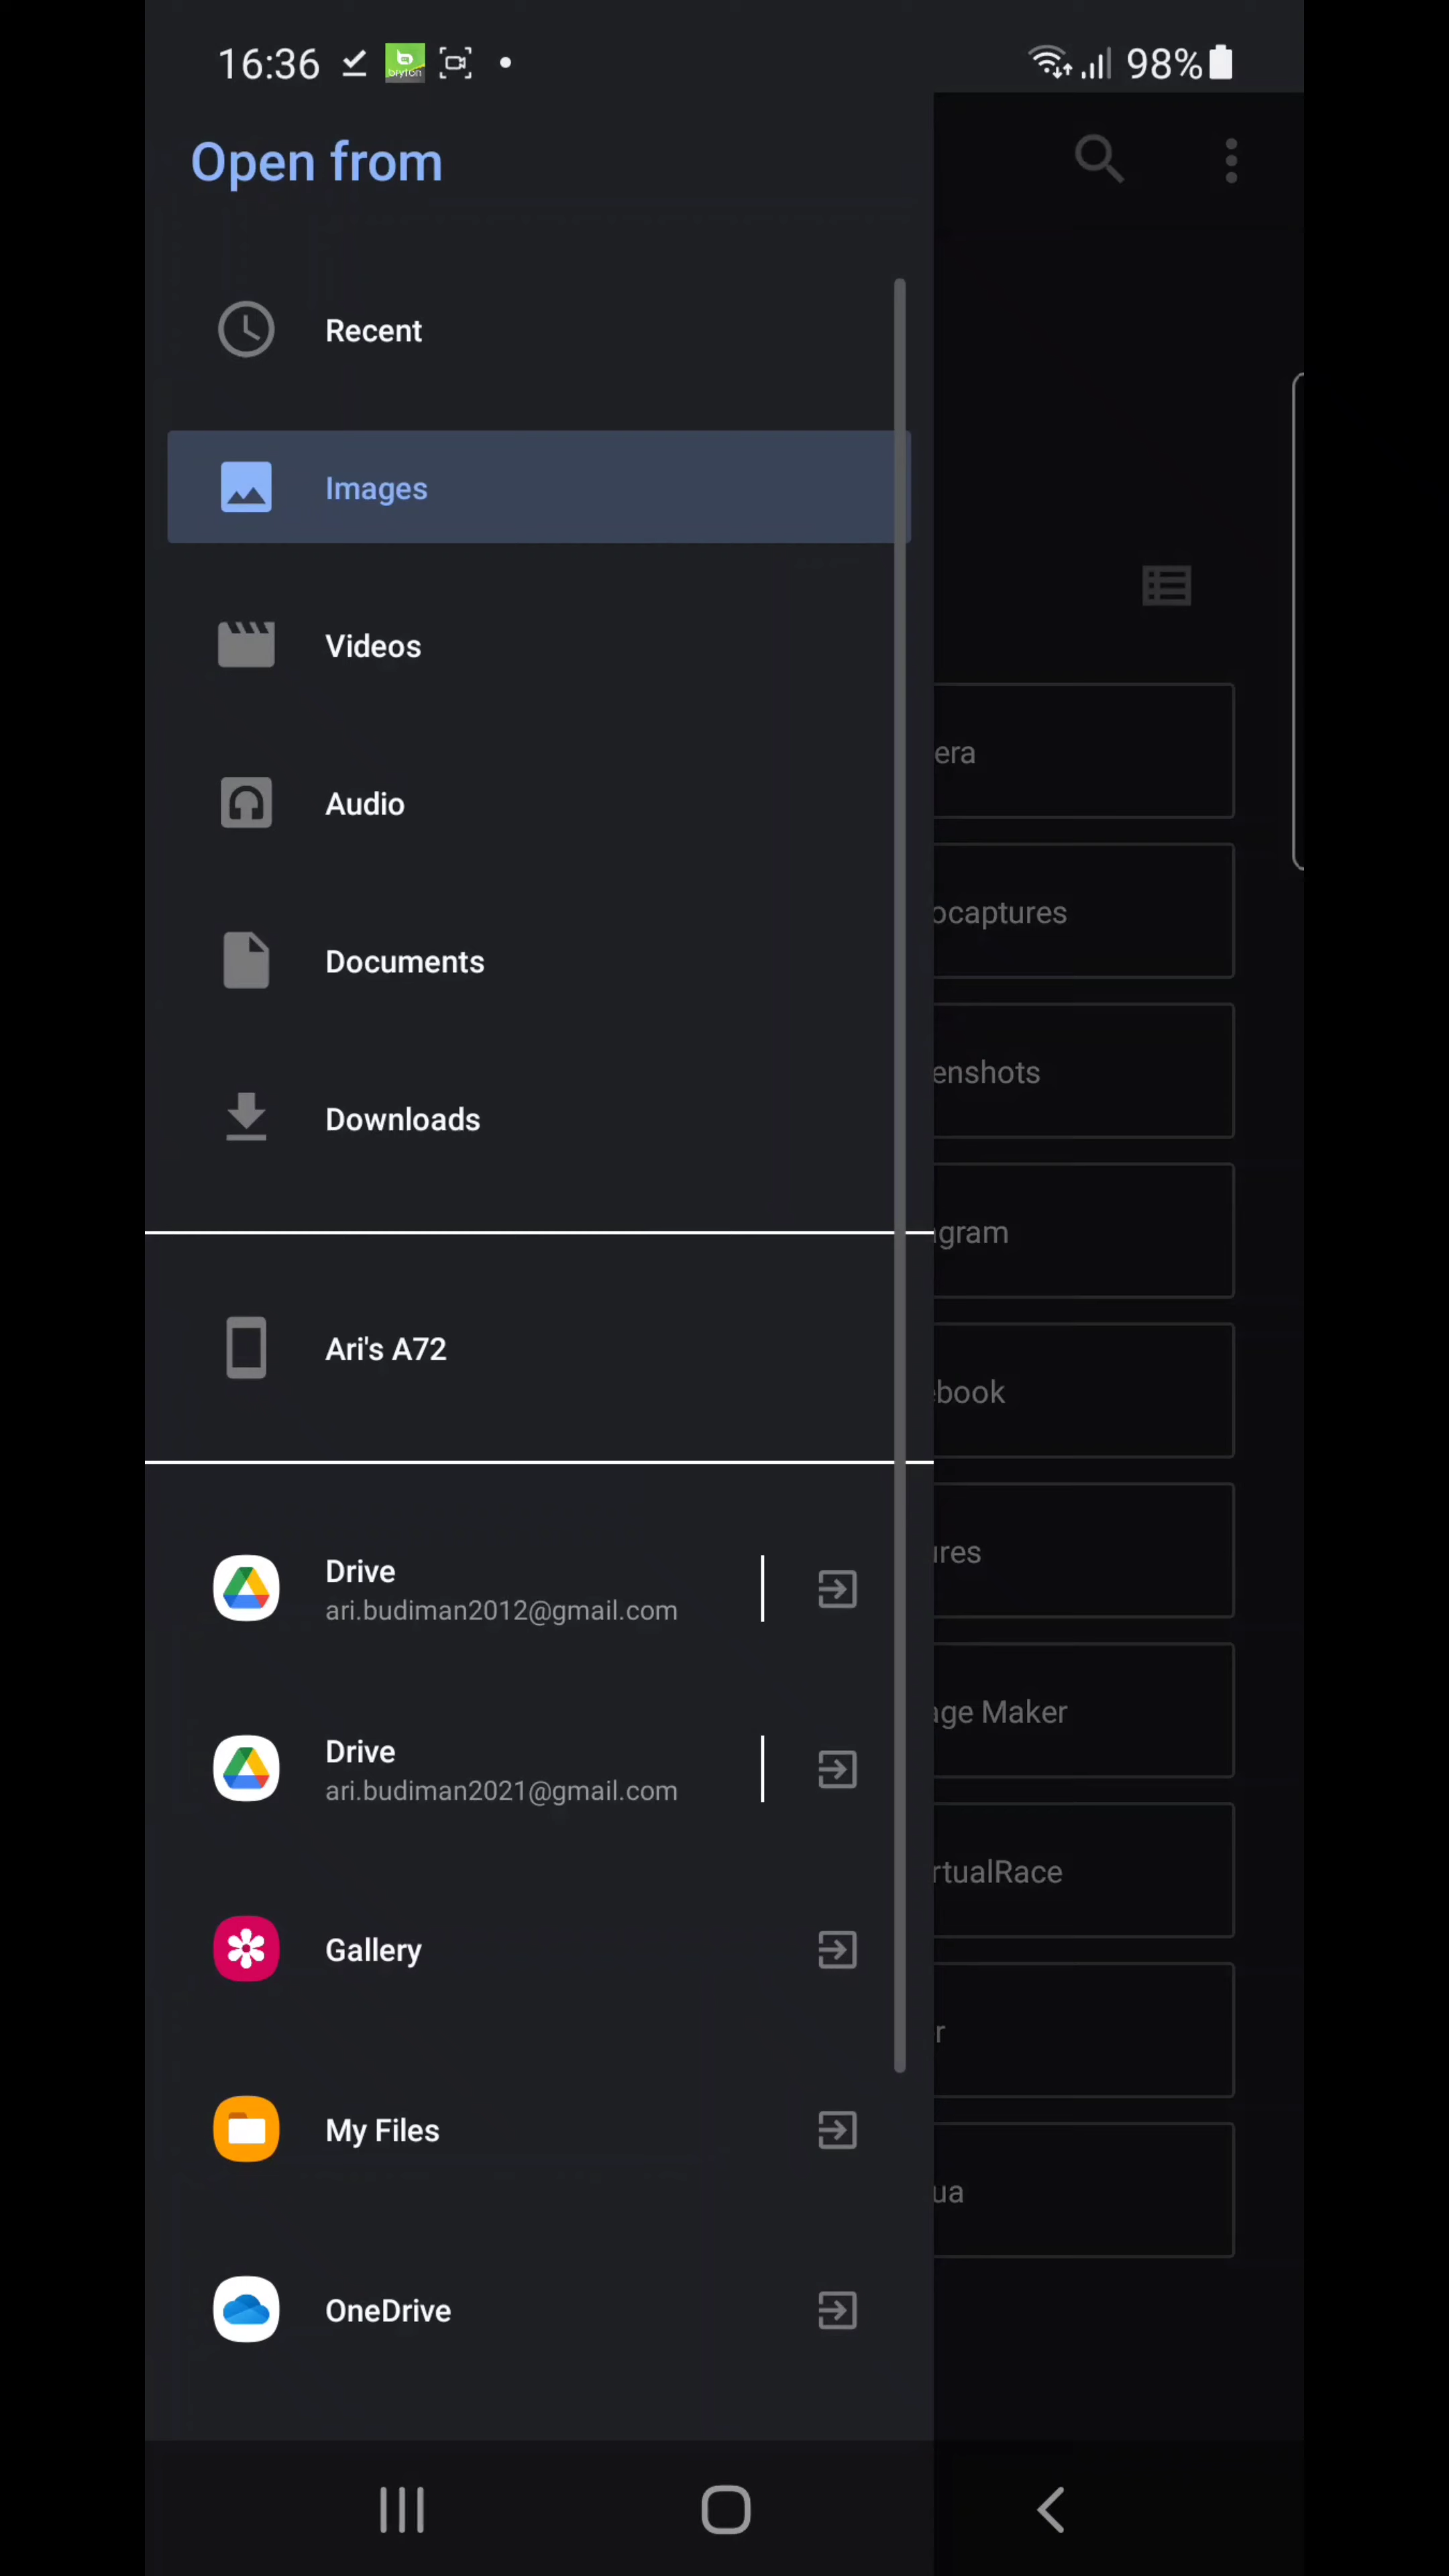 16:36
98%
Open from
Recent
Images
Videos
Audio
Documents
Downloads
Ari's A72
Drive
ari.budiman2012@gmail.com
Drive
ari.budiman2021@gmail.com
Gallery
My Files
OneDrive
era
ocaptures
enshots
gram
ebook
ures
age Maker
rtualRace
r
ua